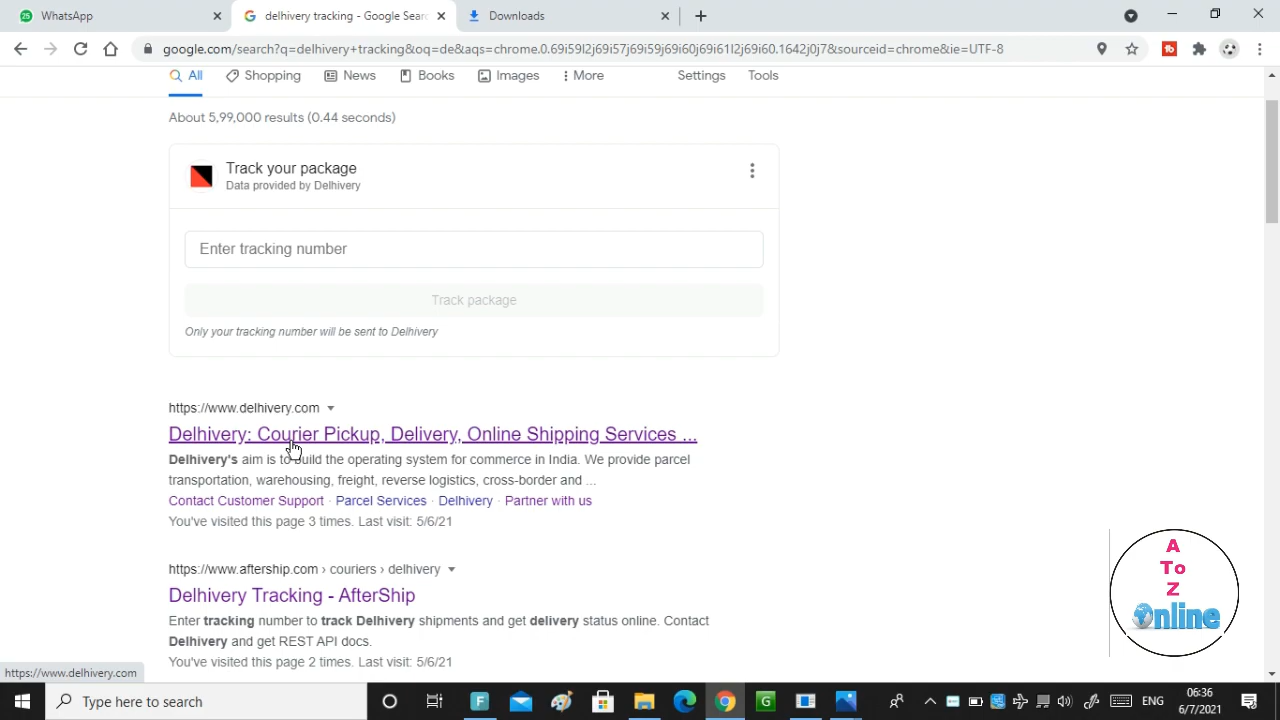 WhatsApp
delhivery tracking - Google Sear
Downloads
google.com/search?q=delhivery+tracking&oq=de&aqs=chrome.0.69i59l2j69i57j69i59j69i60j69i61l2j69i60.1642j0j7&sourceid=chrome&ie=UTF-8
All Shopping News Books Images More Settings Tools
About 5,99,000 results (0.44 seconds)
Track your package
Data provided by Delhivery
Enter tracking number
Track package
Only your tracking number will be sent to Delhivery
https://www.delhivery.com
Delhivery: Courier Pickup, Delivery, Online Shipping Services ...
Delhivery's aim is to build the operating system for commerce in India. We provide parcel
transportation, warehousing, freight, reverse logistics, cross-border and ...
Contact Customer Support · Parcel Services · Delhivery · Partner with us
You've visited this page 3 times. Last visit: 5/6/21
https://www.aftership.com › couriers › delhivery
Delhivery Tracking - AfterShip
Enter tracking number to track Delhivery shipments and get delivery status online. Contact
Delhivery and get REST API docs.
You've visited this page 2 times. Last visit: 5/6/21
A
To
Z
Online
https://www.delhivery.com
Type here to search
ENG
06:36
6/7/2021